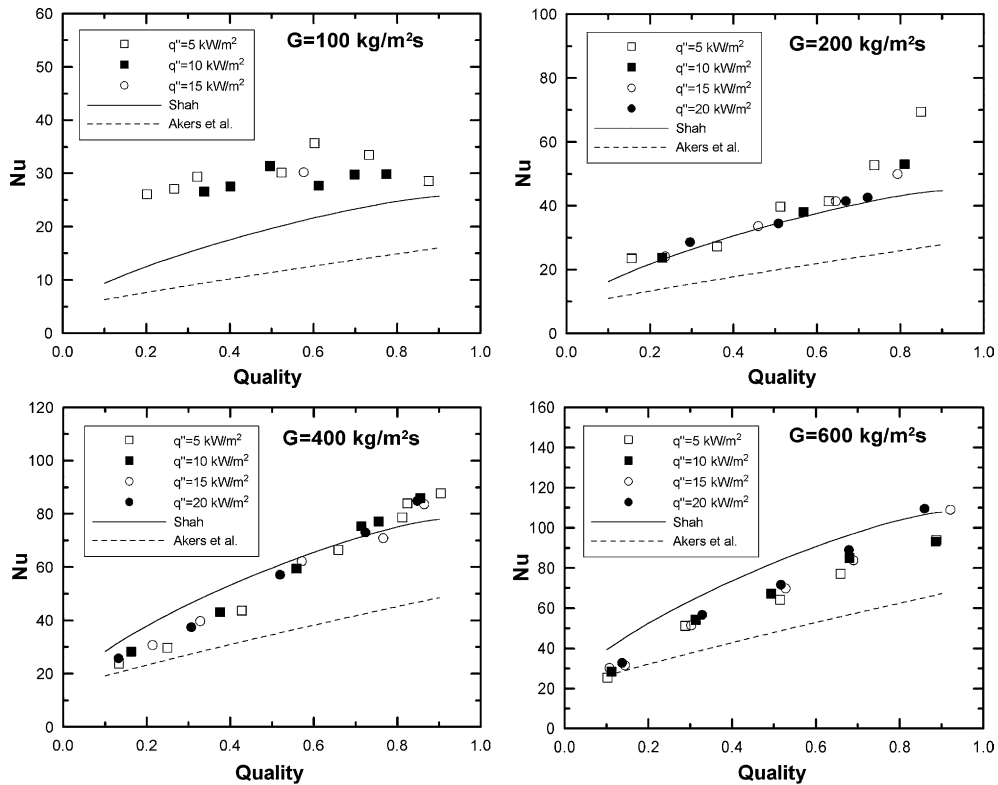 G=100 kg/m²s
q"=5 kW/m²
q"=10 kW/m²
q"=15 kW/m²
Shah
Akers et al.
Nu
60
50
40
30
20
10
0
0.0 0.2 0.4 0.6 0.8 1.0
Quality
G=200 kg/m²s
q"=5 kW/m²
q"=10 kW/m²
q"=15 kW/m²
q"=20 kW/m²
Shah
Akers et al.
Nu
100
80
60
40
20
0
0.0 0.2 0.4 0.6 0.8 1.0
Quality
G=400 kg/m²s
q"=5 kW/m²
q"=10 kW/m²
q"=15 kW/m²
q"=20 kW/m²
Shah
Akers et al.
Nu
120
100
80
60
40
20
0
0.0 0.2 0.4 0.6 0.8 1.0
Quality
G=600 kg/m²s
q"=5 kW/m²
q"=10 kW/m²
q"=15 kW/m²
q"=20 kW/m²
Shah
Akers et al.
Nu
160
140
120
100
80
60
40
20
0
0.0 0.2 0.4 0.6 0.8 1.0
Quality